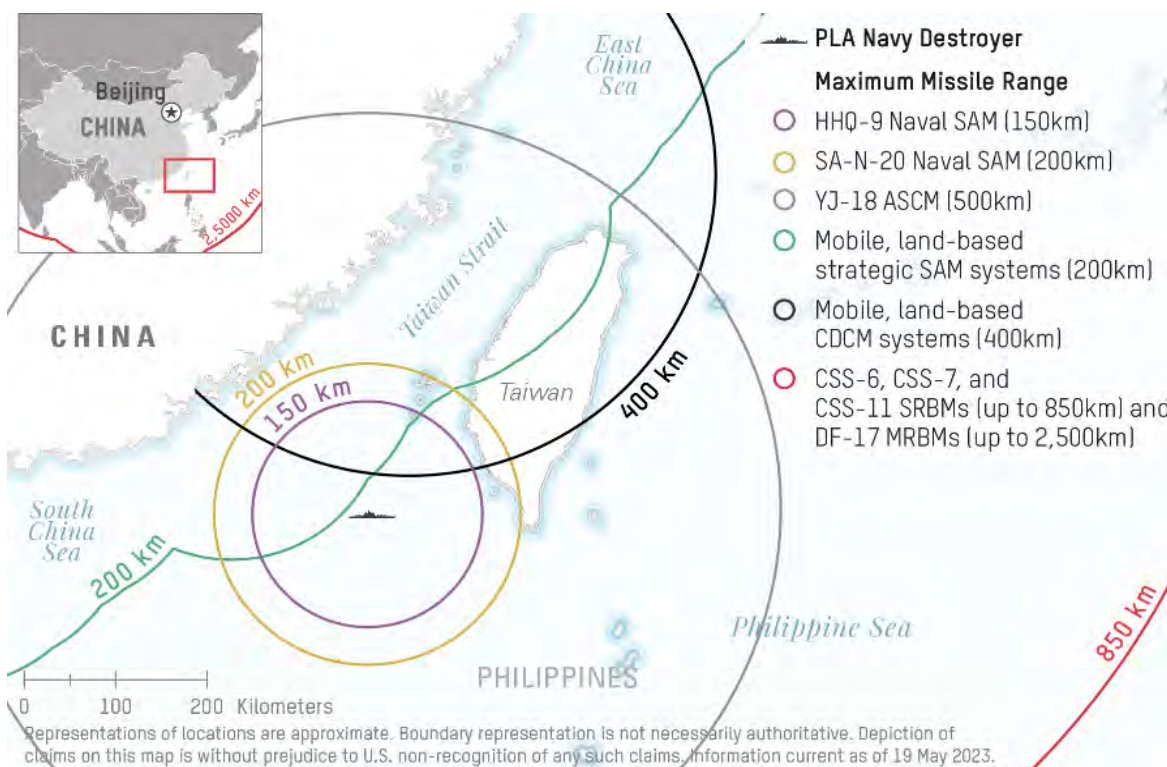 Beijing
CHINA
2,5000 km
East
China
Sea
PLA Navy Destroyer
Maximum Missile Range
HHQ-9 Naval SAM (150km)
SA-N-20 Naval SAM (200km)
YJ-18 ASCM (500km)
Mobile, land-based
strategic SAM systems (200km)
Mobile, land-based
CDCM systems (400km)
CSS-6, CSS-7, and
CSS-11 SRBMs (up to 850km) and
DF-17 MRBMs (up to 2,500km)
Taiwan Strait
CHINA
200 km
150 km
Taiwan
400 km
South
China
Sea
200 km
Philippine Sea
850 km
PHILIPPINES
0 100 200 Kilometers
Representations of locations are approximate. Boundary representation is not necessarily authoritative. Depiction of
claims on this map is without prejudice to U.S. non-recognition of any such claims. Information current as of 19 May 2023.